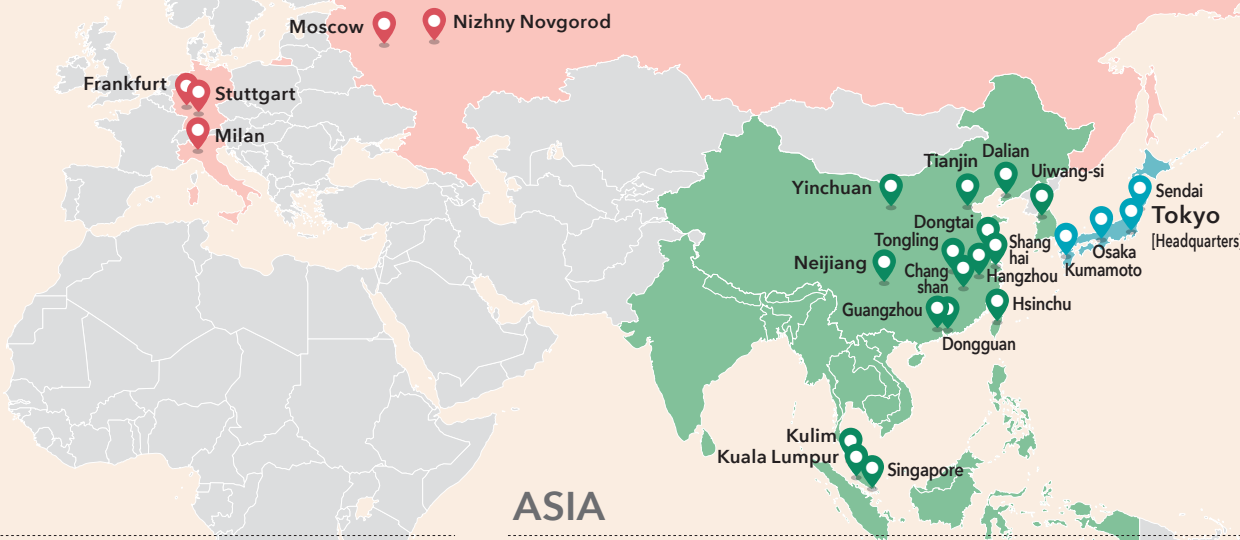 Moscow
Nizhny Novgorod
Frankfurt
Stuttgart
Milan
Tianjin
Dalian
Uiwang-si
Yinchuan
Sendai
Tokyo
[Headquarters]
Dongtai
Tongling
Shang
hai
Osaka
Kumamoto
Neijiang
Chang
shan
Hangzhou
Guangzhou
Hsinchu
Dongguan
Kulim
Kuala Lumpur
Singapore
ASIA